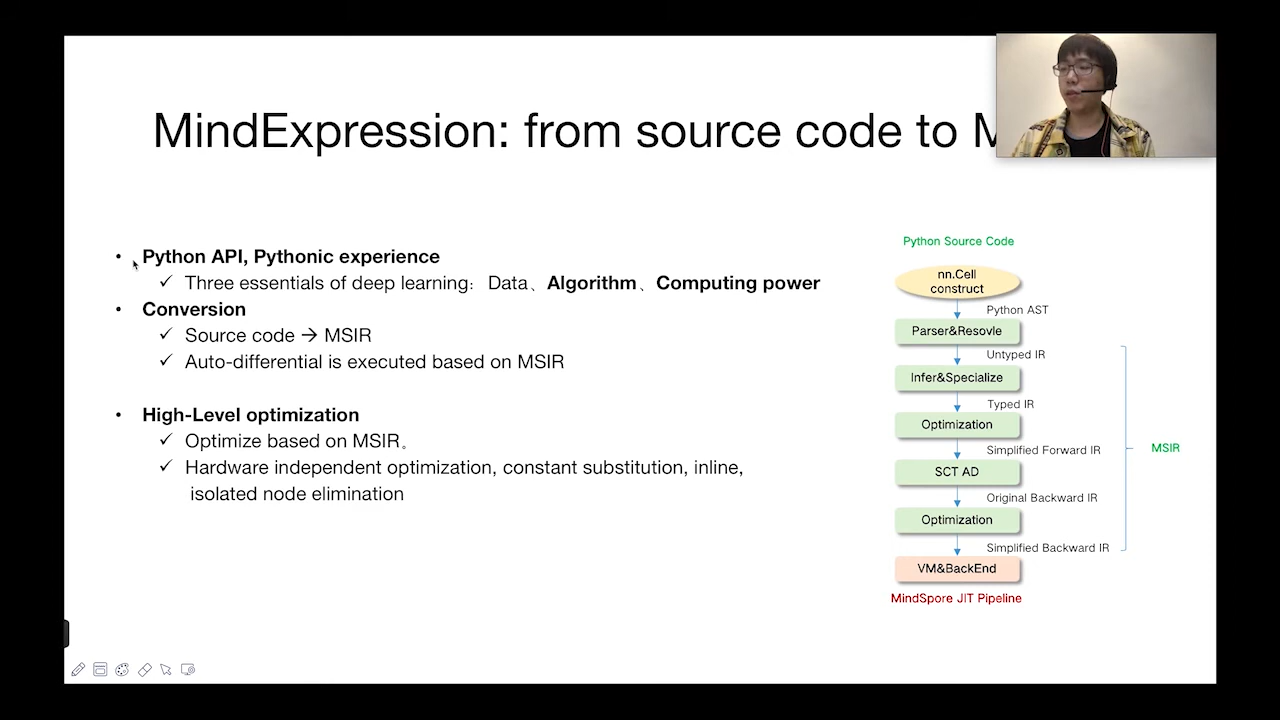 MindExpression: from source code to
• Python API, Pythonic experience
✓ Three essentials of deep learning：Data、Algorithm、Computing power
• Conversion
✓ Source code → MSIR
✓ Auto-differential is executed based on MSIR
• High-Level optimization
✓ Optimize based on MSIR。
✓ Hardware independent optimization, constant substitution, inline,
isolated node elimination
Python Source Code
nn.Cell
construct
Python AST
Parser&Resovle
Untyped IR
Infer&Specialize
Typed IR
Optimization
Simplified Forward IR
MSIR
SCT AD
Original Backward IR
Optimization
Simplified Backward IR
VM&BackEnd
MindSpore JIT Pipeline